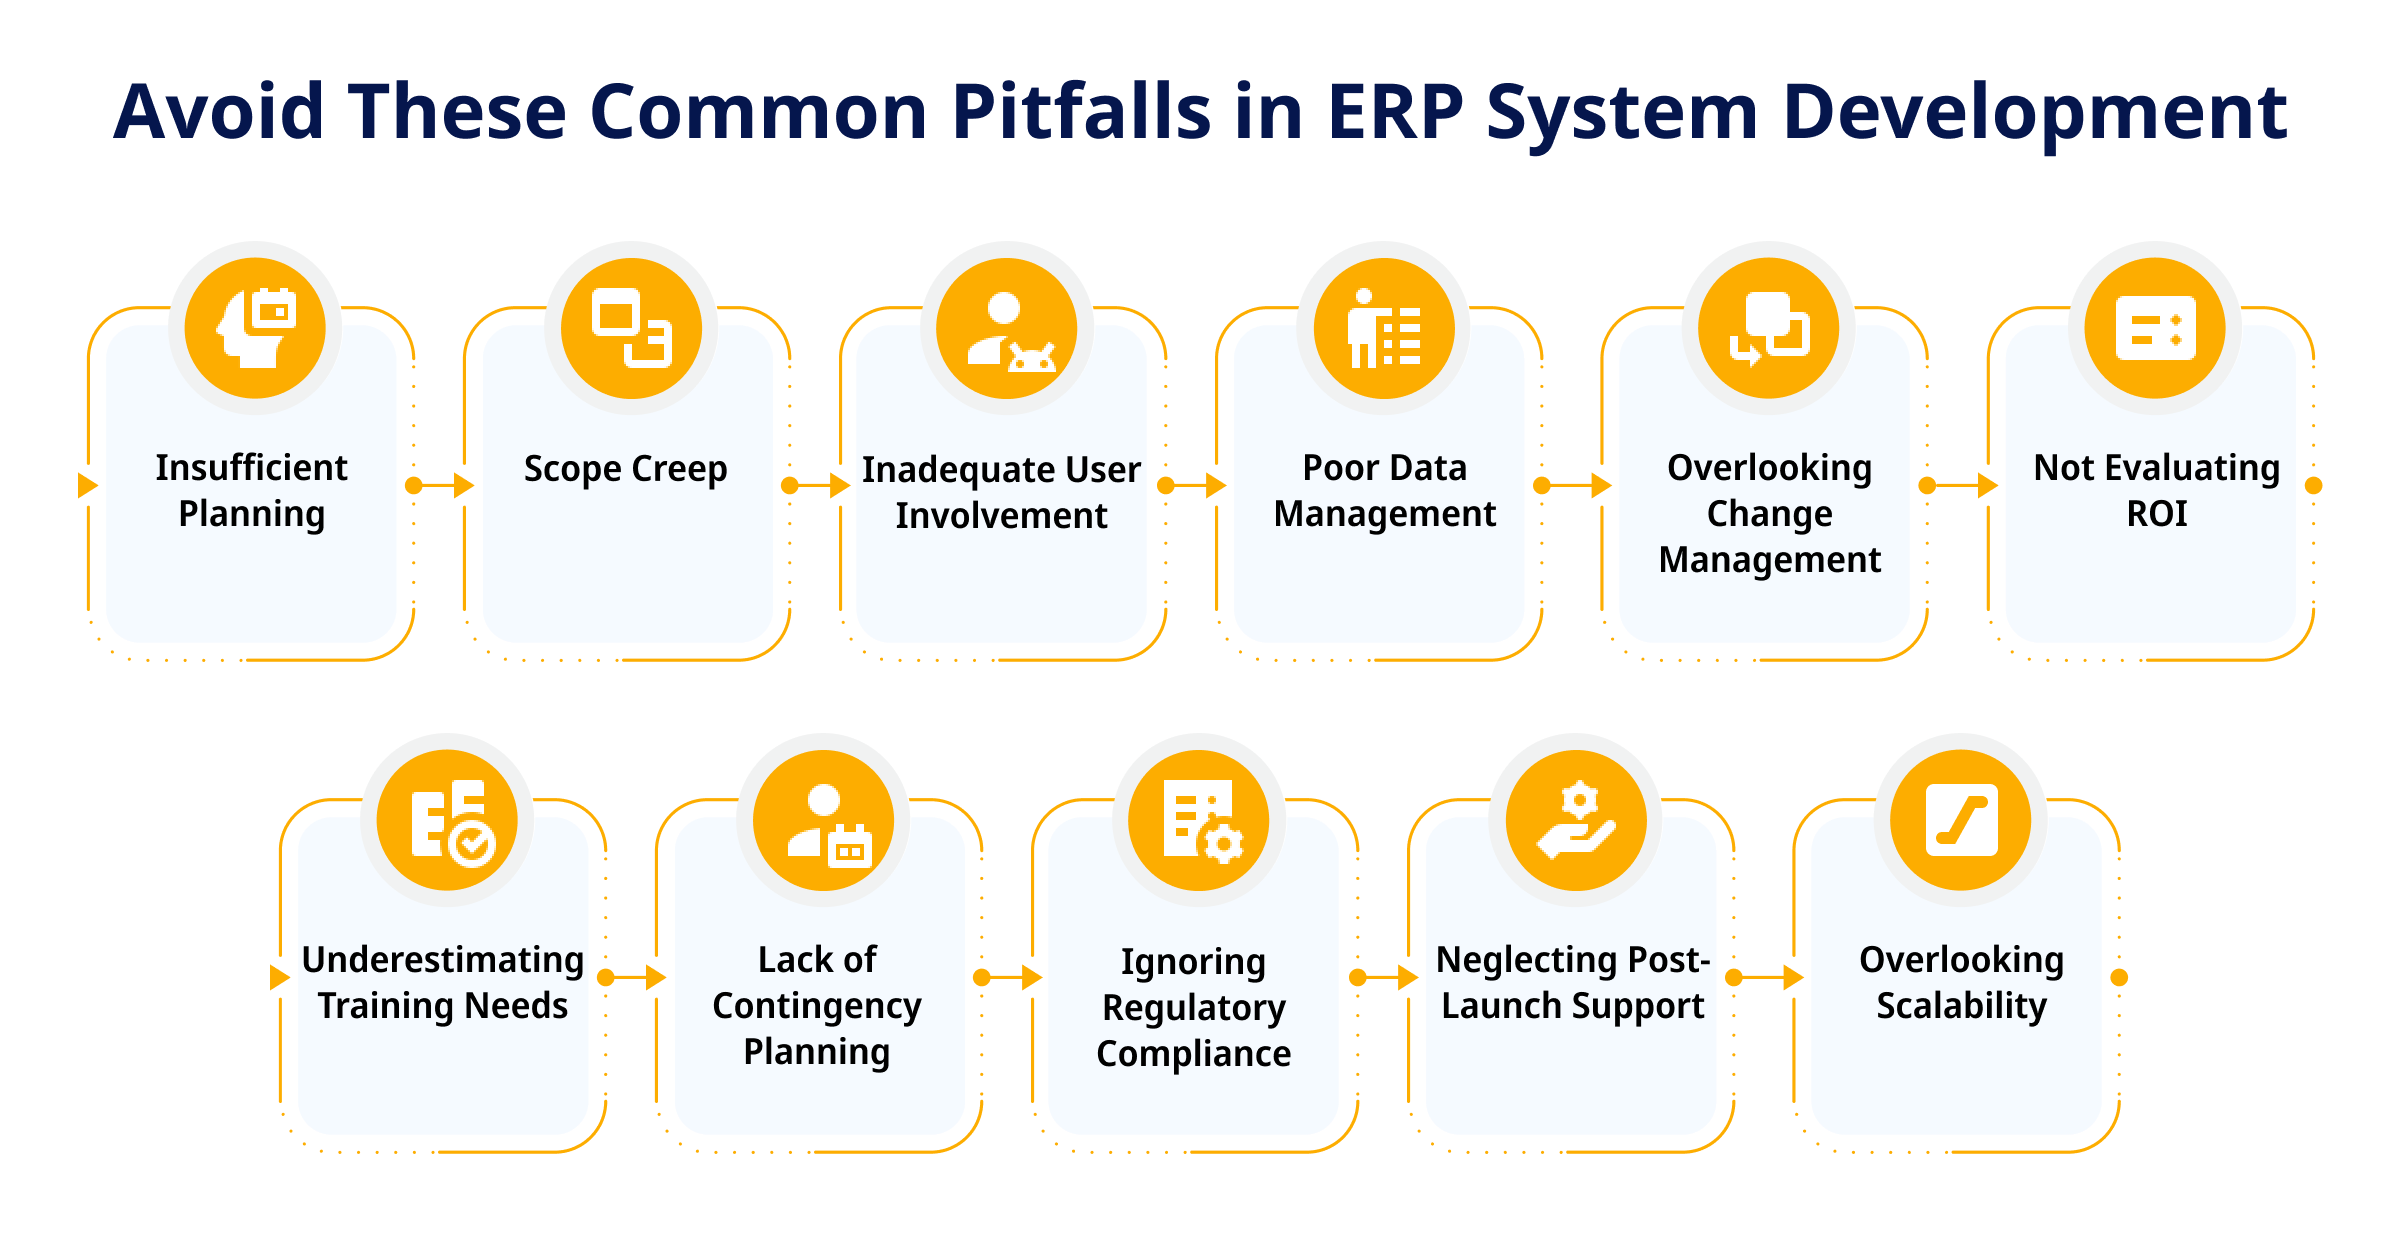 Avoid These Common Pitfalls in ERP System Development
Insufficient
Planning
Scope Creep
Inadequate User
Involvement
Poor Data
Management
Overlooking
Change
Management
Not Evaluating
ROI
Underestimating
Training Needs
Lack of
Contingency
Planning
Ignoring
Regulatory
Compliance
Neglecting Post-
Launch Support
Overlooking
Scalability